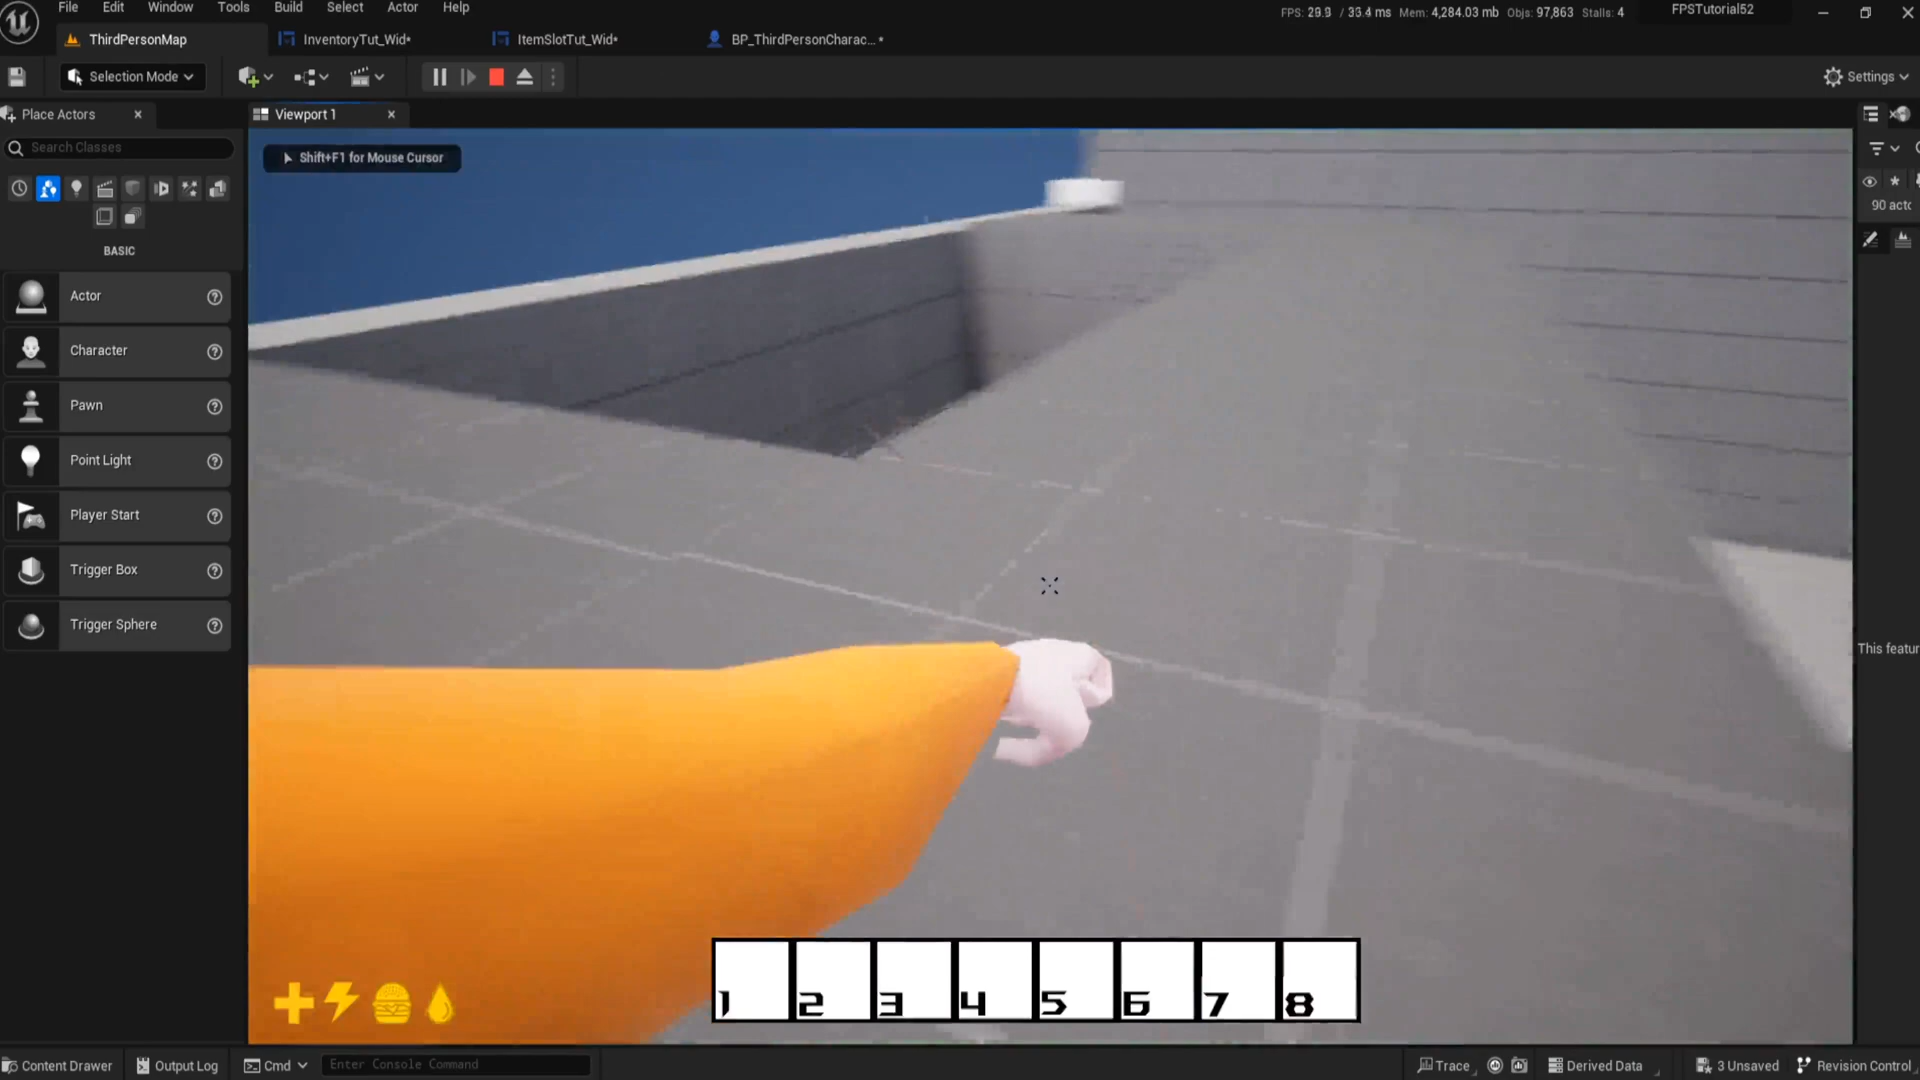 File Edit Window Tools Build Select Actor Help
FPS: 29.9 / 33.4 ms Mem: 4,284.03 mb Objs: 97,863 Stalls: 4
FPSTutorial52
ThirdPersonMap
InventoryTut_Wid*
ItemSlotTut_Wid*
BP_ThirdPersonCharac... *
Selection Mode
Settings
Place Actors
Viewport 1
Search Classes
Shift+F1 for Mouse Cursor
90 acto
BASIC
Actor
Character
Pawn
Point Light
Player Start
Trigger Box
Trigger Sphere
This featur
1 2 3 4 5 6 7 8
Content Drawer
Output Log
Cmd
Enter Console Command
Trace
Derived Data
3 Unsaved
Revision Control